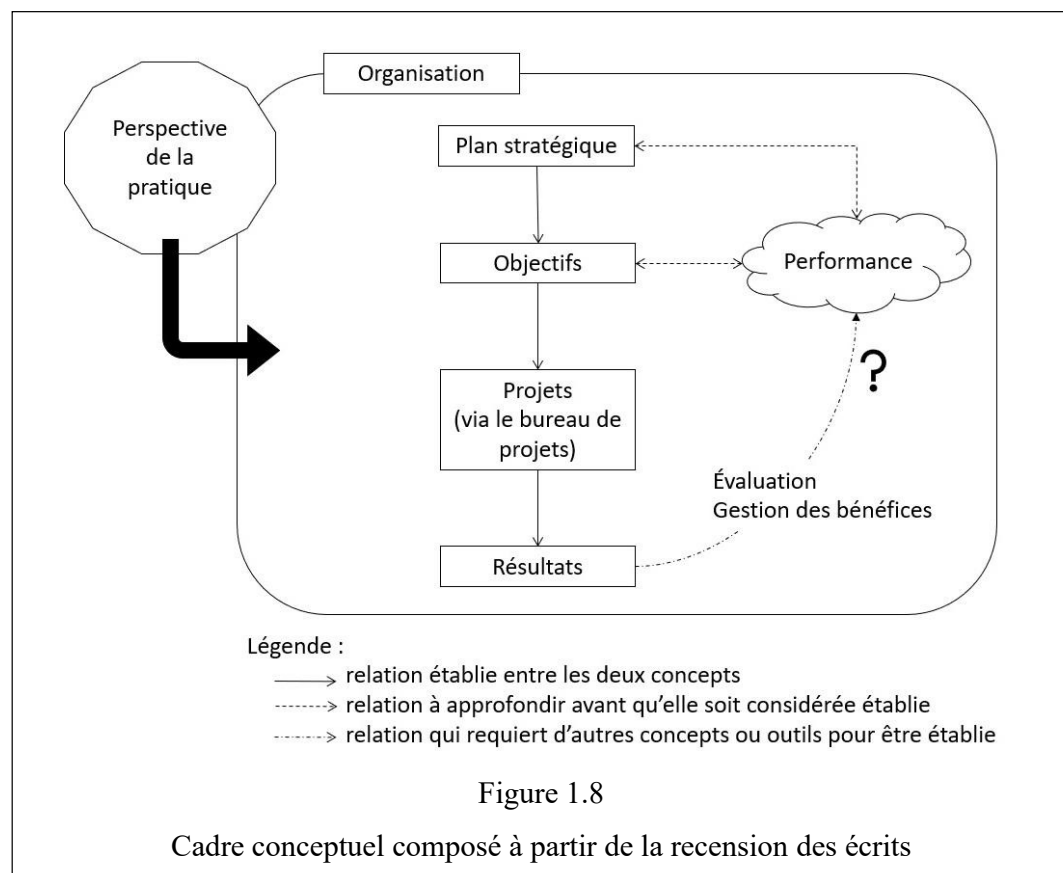 Organisation
Perspective
de la
pratique
Plan stratégique
Objectifs
Performance
?
Projets
(via le bureau de
projets)
Évaluation
Gestion des bénéfices
Résultats
Légende :
relation établie entre les deux concepts
relation à approfondir avant qu'elle soit considérée établie
relation qui requiert d'autres concepts ou outils pour être établie
Figure 1.8
Cadre conceptuel composé à partir de la recension des écrits